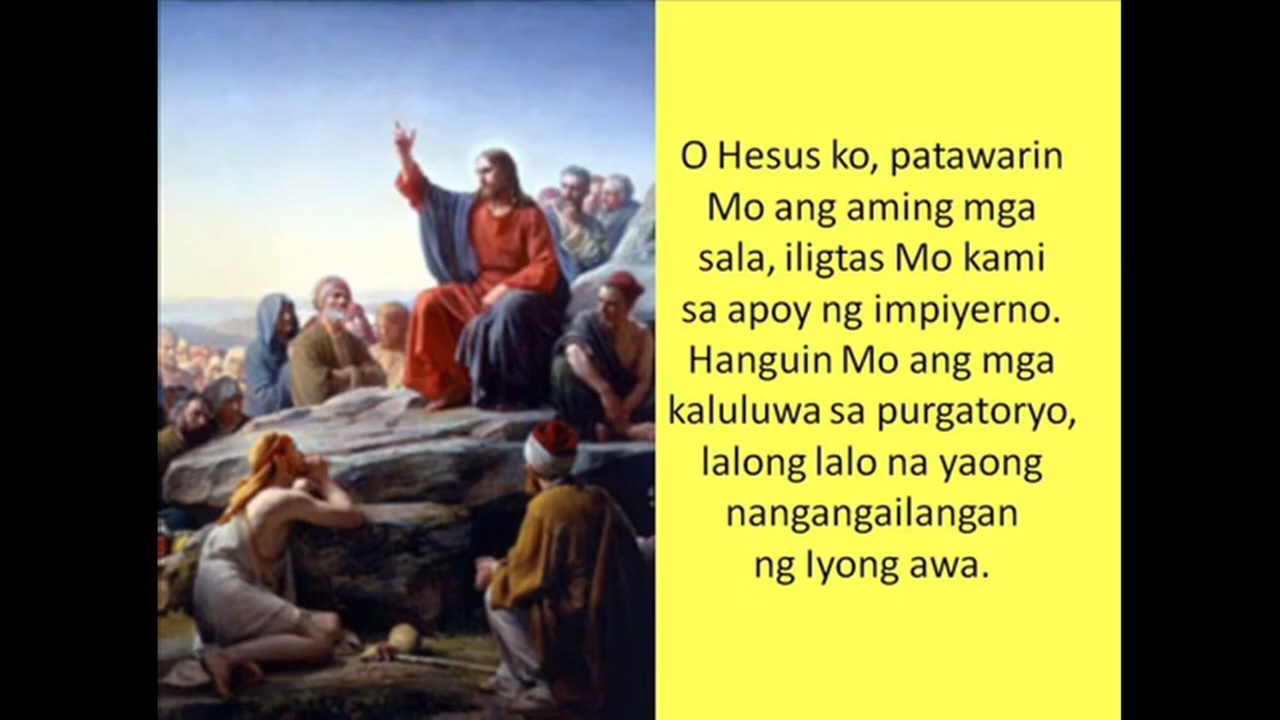 O Hesus ko, patawarin
Mo ang aming mga
sala, iligtas Mo kami
sa apoy ng impiyerno.
Hanguin Mo ang mga
kaluluwa sa purgatoryo,
lalong lalo na yaong
nangangailangan
ng Iyong awa.